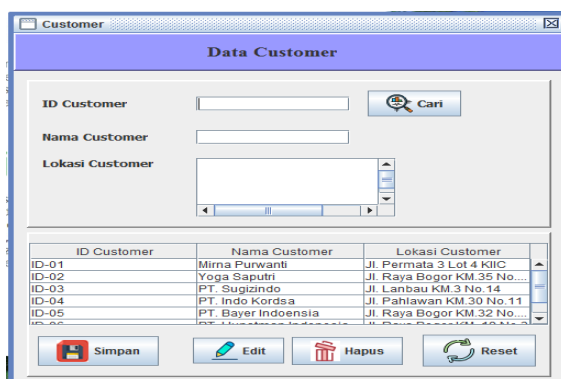 Customer
Data Customer
ID Customer
Cari
Nama Customer
Lokasi Customer
ID Customer Nama Customer Lokasi Customer
ID-01 Mirna Purwanti Jl. Permata 3 Lot 4 KIIC
ID-02 Yoga Saputri Jl. Raya Bogor KM.35 No....
ID-03 PT. Sugizindo Jl. Lanbau KM.3 No.14
ID-04 PT. Indo Kordsa Jl. Pahlawan KM.30 No.11
ID-05 PT. Bayer Indoensia Jl. Raya Bogor KM.32 No....
Simpan Edit Hapus Reset